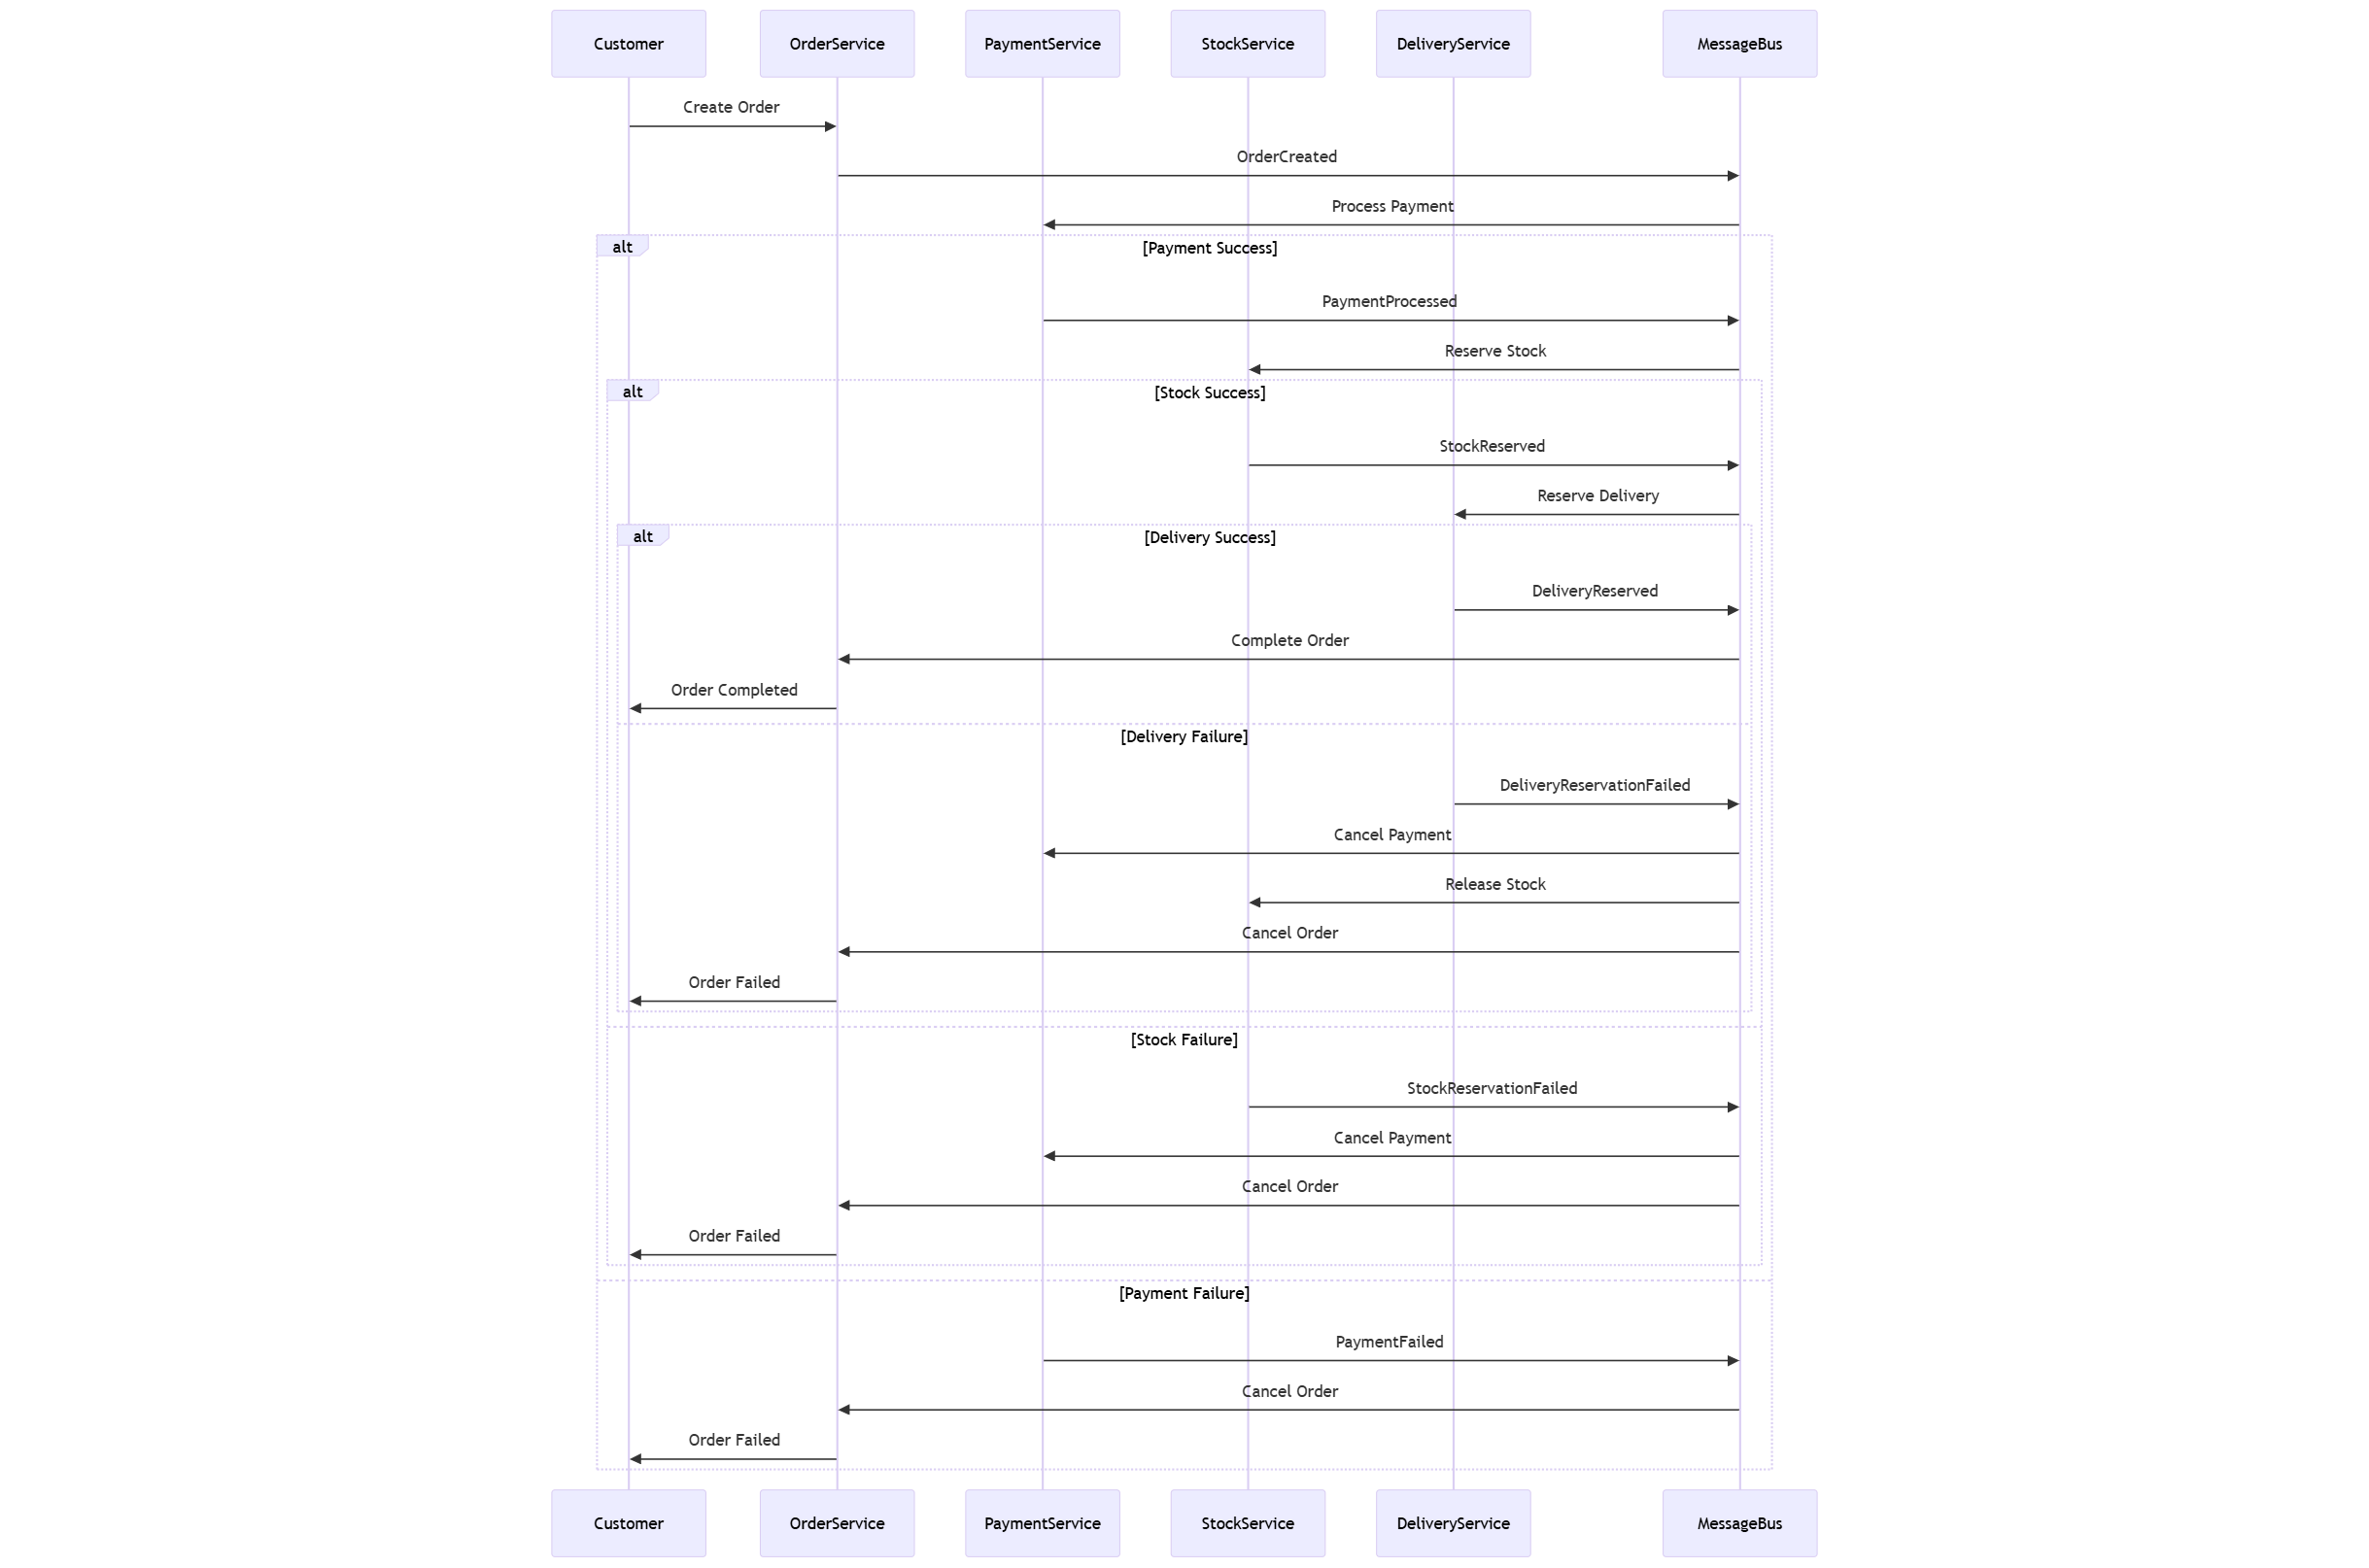 Customer
OrderService
PaymentService
StockService
DeliveryService
MessageBus
Create Order
OrderCreated
Process Payment
alt
[Payment Success]
PaymentProcessed
Reserve Stock
alt
[Stock Success]
StockReserved
Reserve Delivery
alt
[Delivery Success]
DeliveryReserved
Complete Order
Order Completed
[Delivery Failure]
DeliveryReservationFailed
Cancel Payment
Release Stock
Cancel Order
Order Failed
[Stock Failure]
StockReservationFailed
Cancel Payment
Cancel Order
Order Failed
[Payment Failure]
PaymentFailed
Cancel Order
Order Failed
Customer
OrderService
PaymentService
StockService
DeliveryService
MessageBus